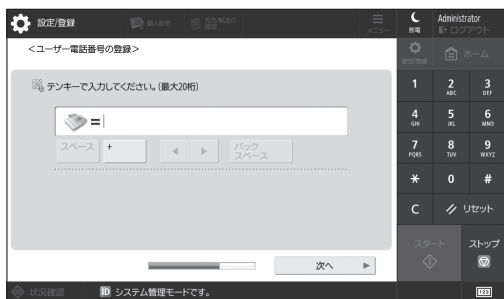 設定/登録
個人設定
宛先/転送の
設定
メニュー
節電
Administrator
ID ログアウト
<ユーザー電話番号の登録>
設定/登録
ホーム
テンキーで入力してください。(最大20桁)
=
スペース
+
バック
スペース
次へ
1
2
ABC
3
DEF
4
GHI
5
JKL
6
MNO
7
PQRS
8
TUV
9
WXYZ
*
0
#
C
リセット
スタート
ストップ
状況確認
ID システム管理モードです。
123